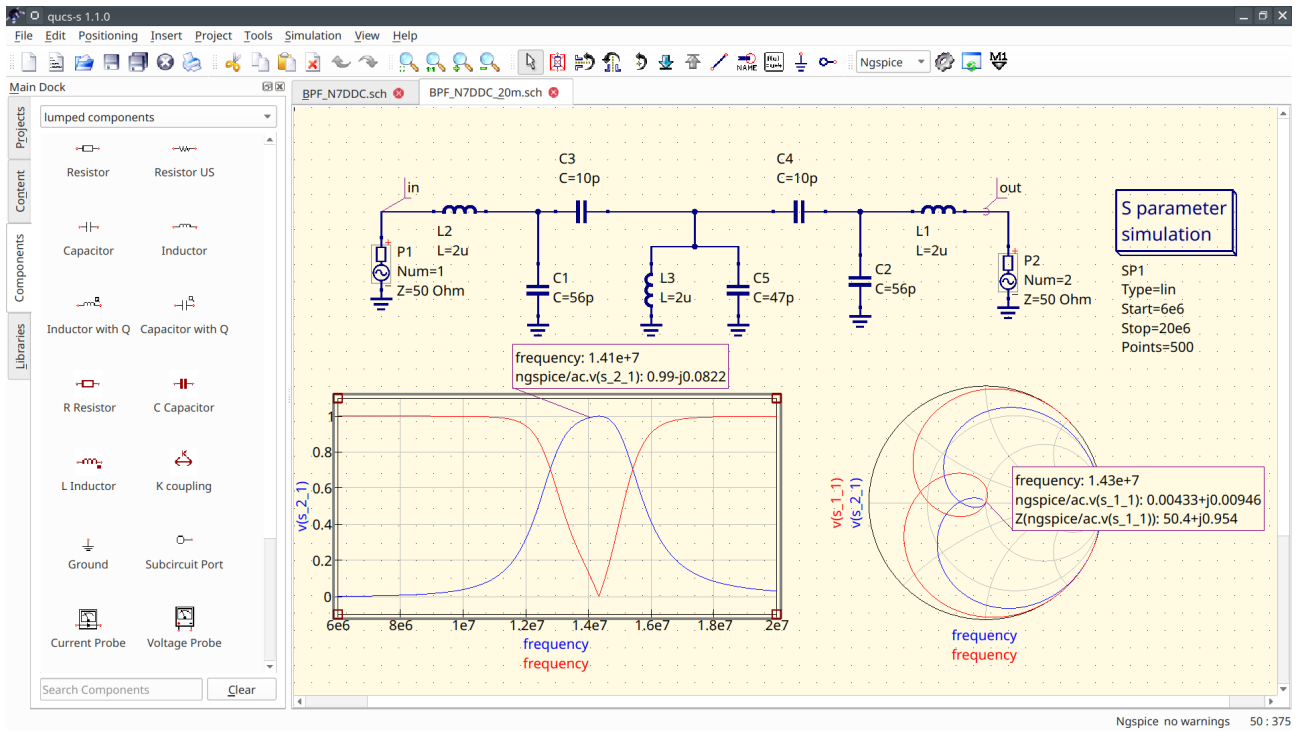 qucs-s 1.1.0
File Edit Positioning Insert Project Tools Simulation View Help
NAME
Ngspice
M1
Main Dock
Projects
Content
Components
Libraries
lumped components
Resistor
Resistor US
Capacitor
Inductor
Inductor with Q
Capacitor with Q
R Resistor
C Capacitor
L Inductor
K coupling
Ground
Subcircuit Port
Current Probe
Voltage Probe
Search Components
Clear
BPF_N7DDC.sch
BPF_N7DDC_20m.sch
in
P1
Num=1
Z=50 Ohm
L2
L=2u
C3
C=10p
C1
C=56p
L3
L=2u
C5
C=47p
C4
C=10p
C2
C=56p
L1
L=2u
out
P2
Num=2
Z=50 Ohm
S parameter
simulation
SP1
Type=lin
Start=6e6
Stop=20e6
Points=500
frequency: 1.41e+7
ngspice/ac.v(s_2_1): 0.99-j0.0822
v(s_2_1)
1
0.8
0.6
0.4
0.2
0
6e6 8e6 1e7 1.2e7 1.4e7 1.6e7 1.8e7 2e7
frequency
frequency
v(s_1_1)
v(s_2_1)
frequency: 1.43e+7
ngspice/ac.v(s_1_1): 0.00433+j0.00946
Z(ngspice/ac.v(s_1_1)): 50.4+j0.954
frequency
frequency
Ngspice no warnings 50 : 375